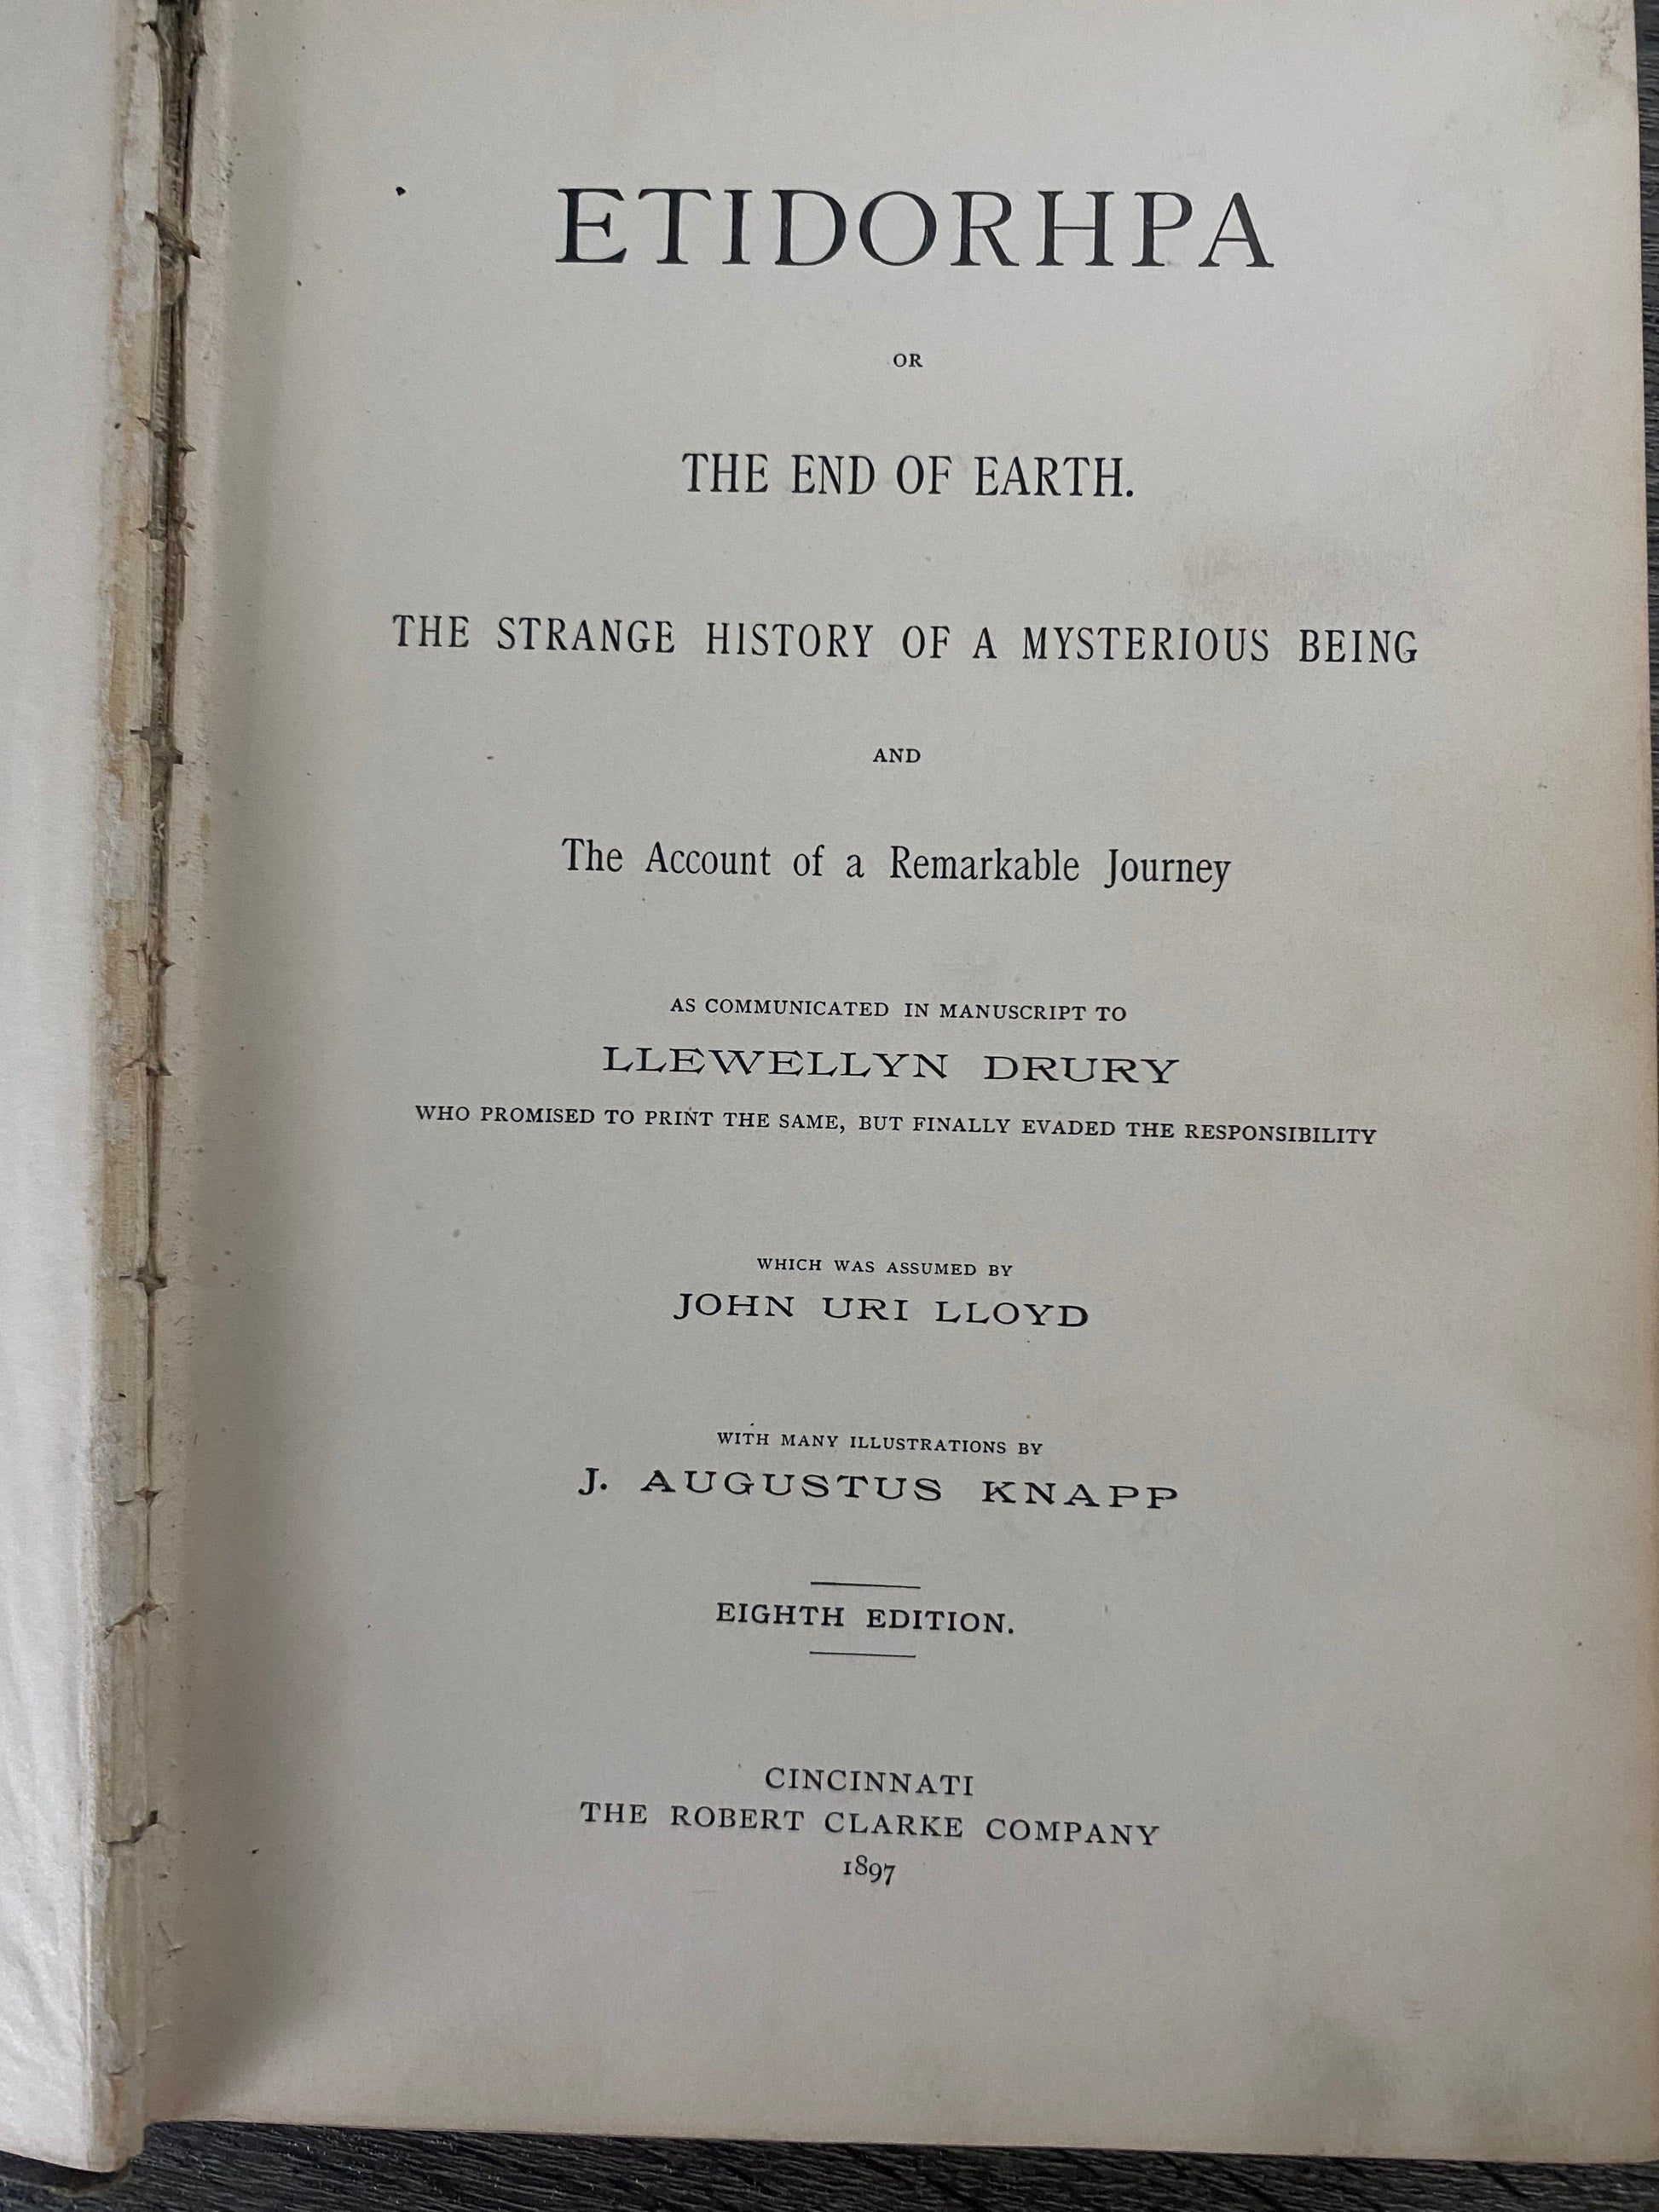 ETIDORHPA
OR
THE END OF EARTH.
THE STRANGE HISTORY OF A MYSTERIOUS BEING
AND
The Account of a Remarkable Journey
AS COMMUNICATED IN MANUSCRIPT TO
LLEWELLYN DRURY
WHO PROMISED TO PRINT THE SAME, BUT FINALLY EVADED THE RESPONSIBILITY
WHICH WAS ASSUMED BY
JOHN URI LLOYD
WITH MANY ILLUSTRATIONS BY
J. AUGUSTUS KNAPP
EIGHTH EDITION.
CINCINNATI
THE ROBERT CLARKE COMPANY
1897